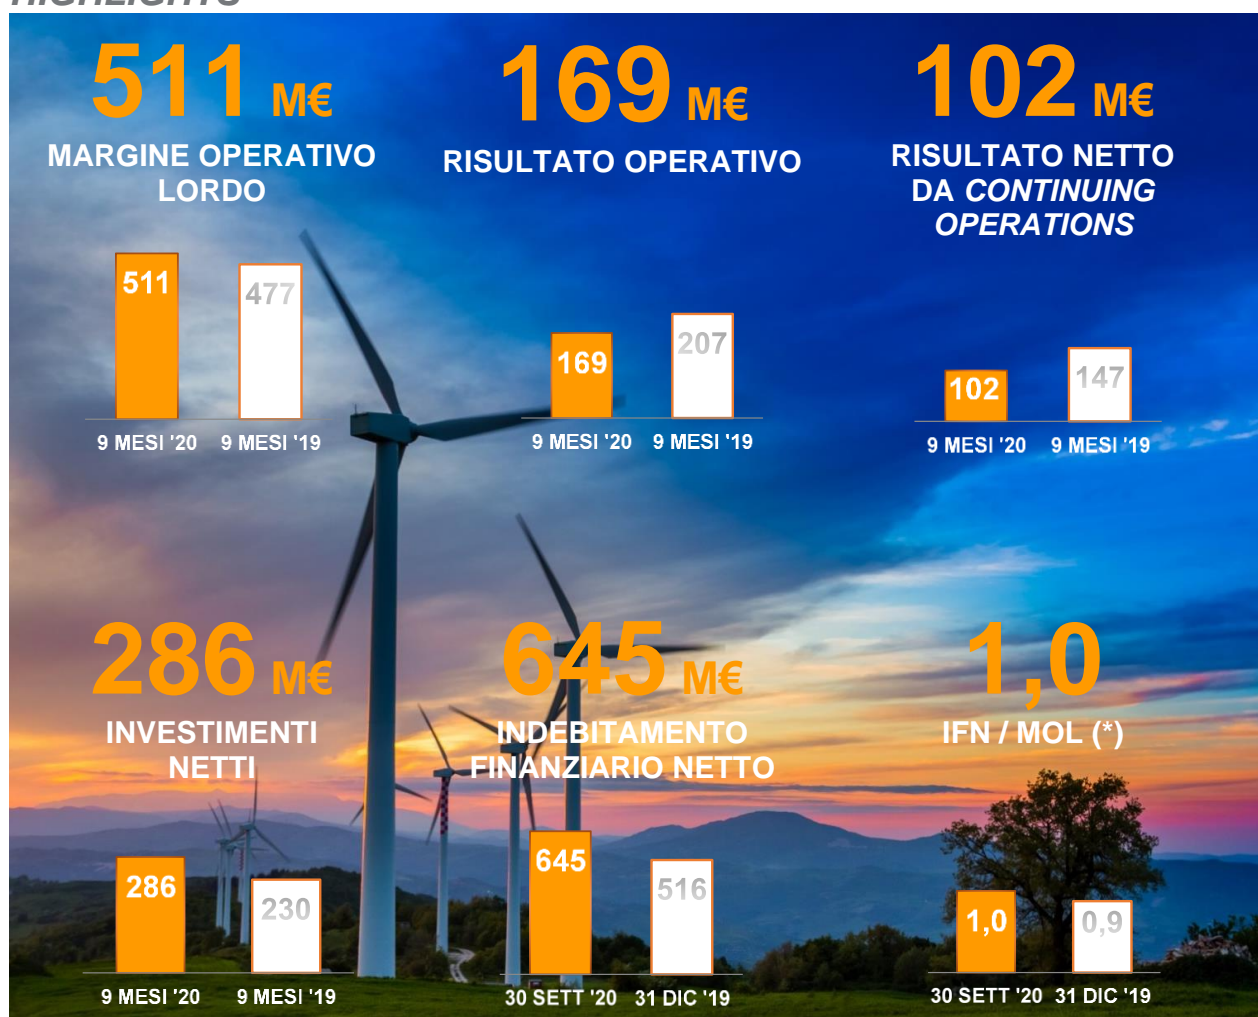 HIGHLIGHTS
511 M€
MARGINE OPERATIVO
LORDO
511
477
9 MESI '20
9 MESI '19
169 M€
RISULTATO OPERATIVO
169
207
9 MESI '20
9 MESI '19
102 M€
RISULTATO NETTO
DA CONTINUING
OPERATIONS
102
147
9 MESI '20
9 MESI '19
286 M€
INVESTIMENTI
NETTI
286
230
9 MESI '20
9 MESI '19
645 M€
INDEBITAMENTO
FINANZIARIO NETTO
645
516
30 SETT '20
31 DIC '19
1,0
IFN / MOL (*)
1,0
0,9
30 SETT '20
31 DIC '19